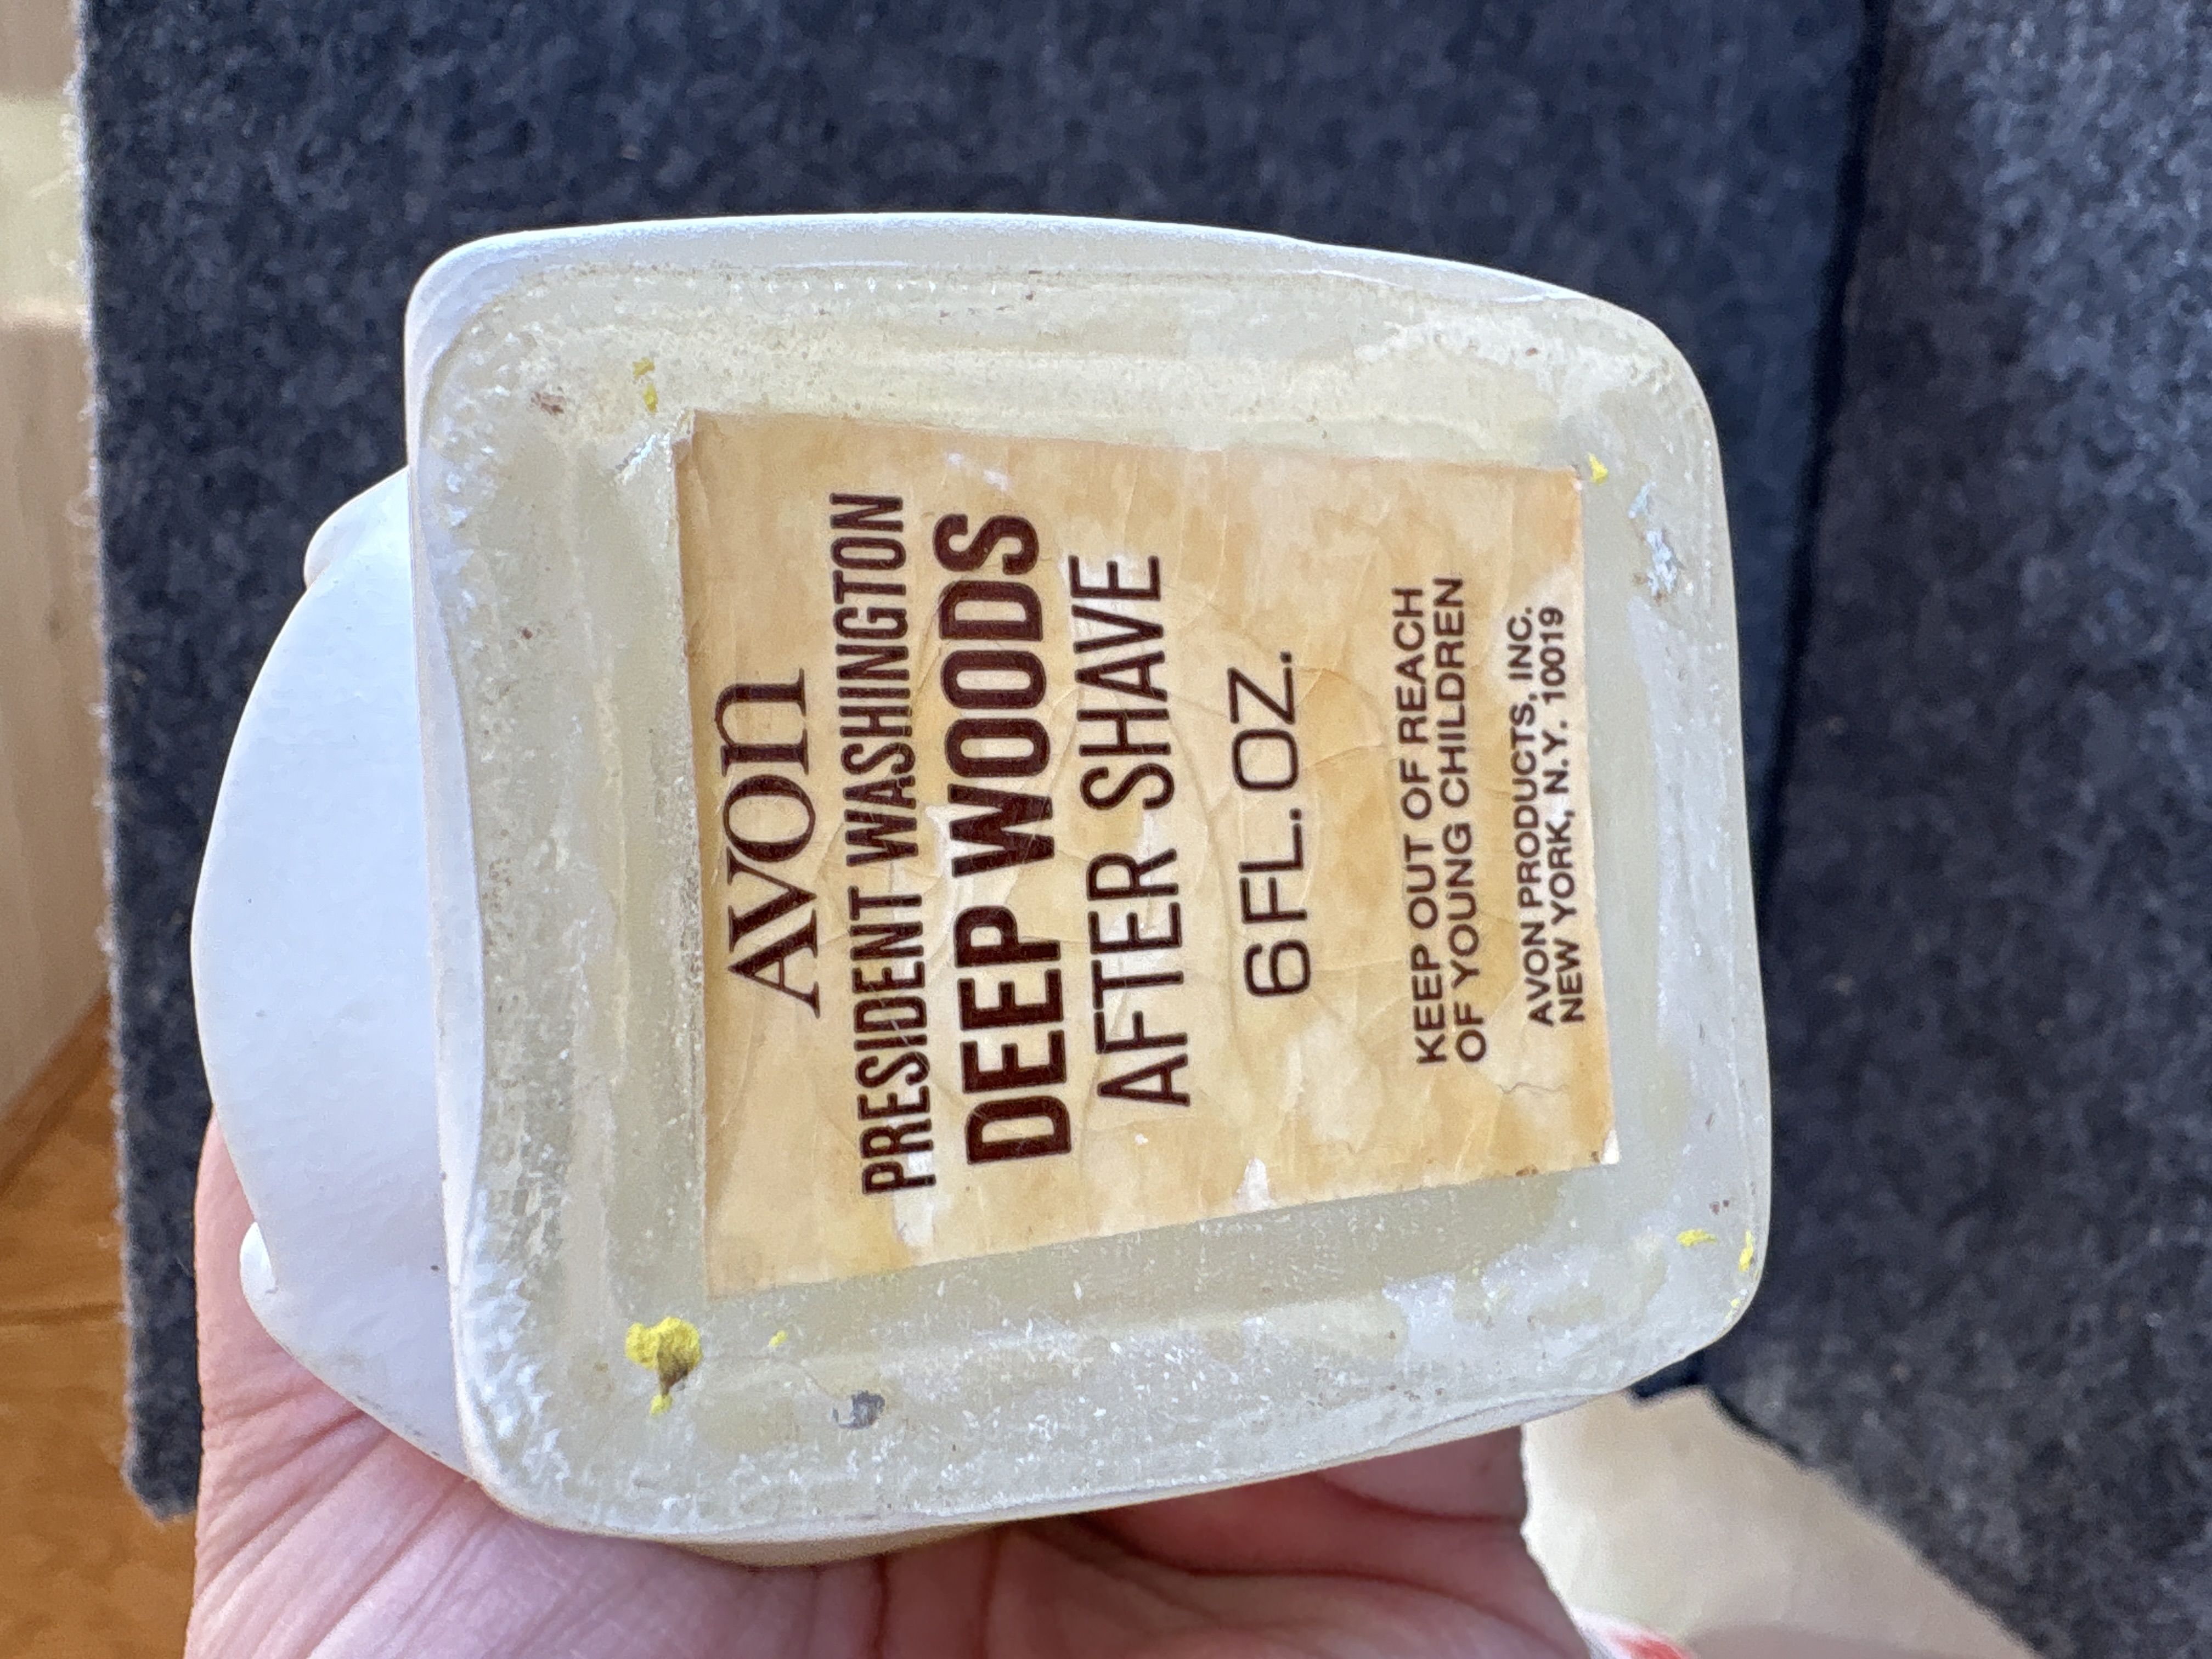 AVON
PRESIDENT WASHINGTON
DEEP WOODS
AFTER SHAVE
6 FL. OZ.
KEEP OUT OF REACH
OF YOUNG CHILDREN
AVON PRODUCTS, INC.
NEW YORK, N.Y. 10019